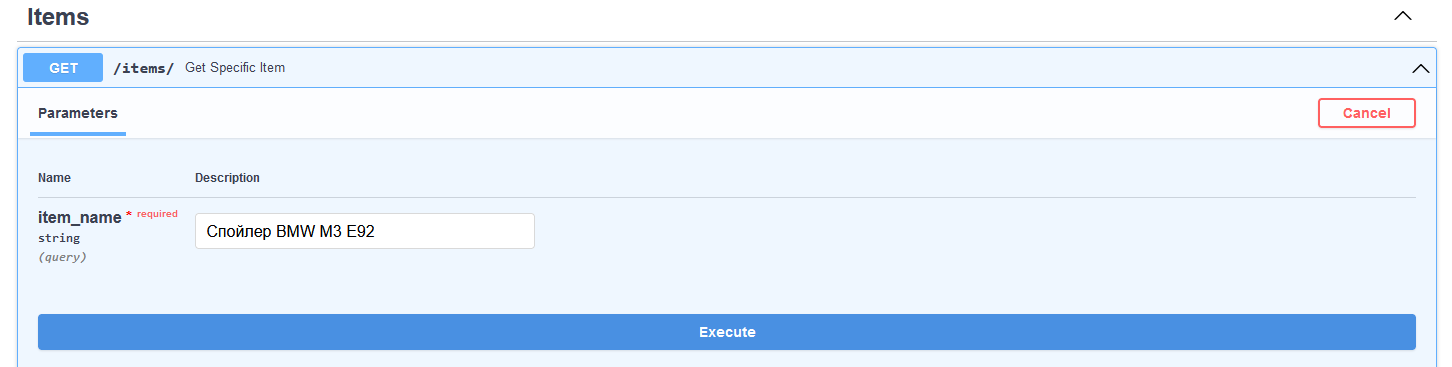 Items
GET /items/ Get Specific Item
Parameters Cancel
Name Description
item_name * required
string
(query)
Спойлер BMW M3 E92
Execute